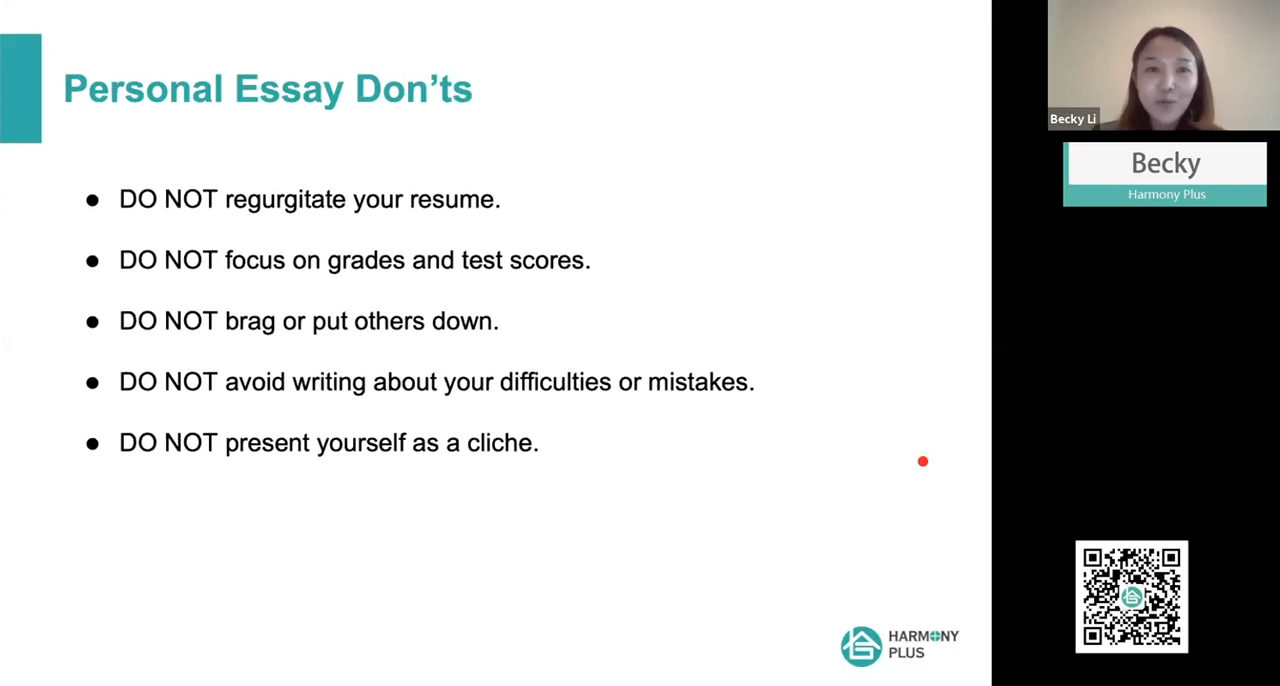 Personal Essay Don’ts
● DO NOT regurgitate your resume.
● DO NOT focus on grades and test scores.
● DO NOT brag or put others down.
● DO NOT avoid writing about your difficulties or mistakes.
● DO NOT present yourself as a cliche.
HARMONY
PLUS
Becky Li
Becky
Harmony Plus